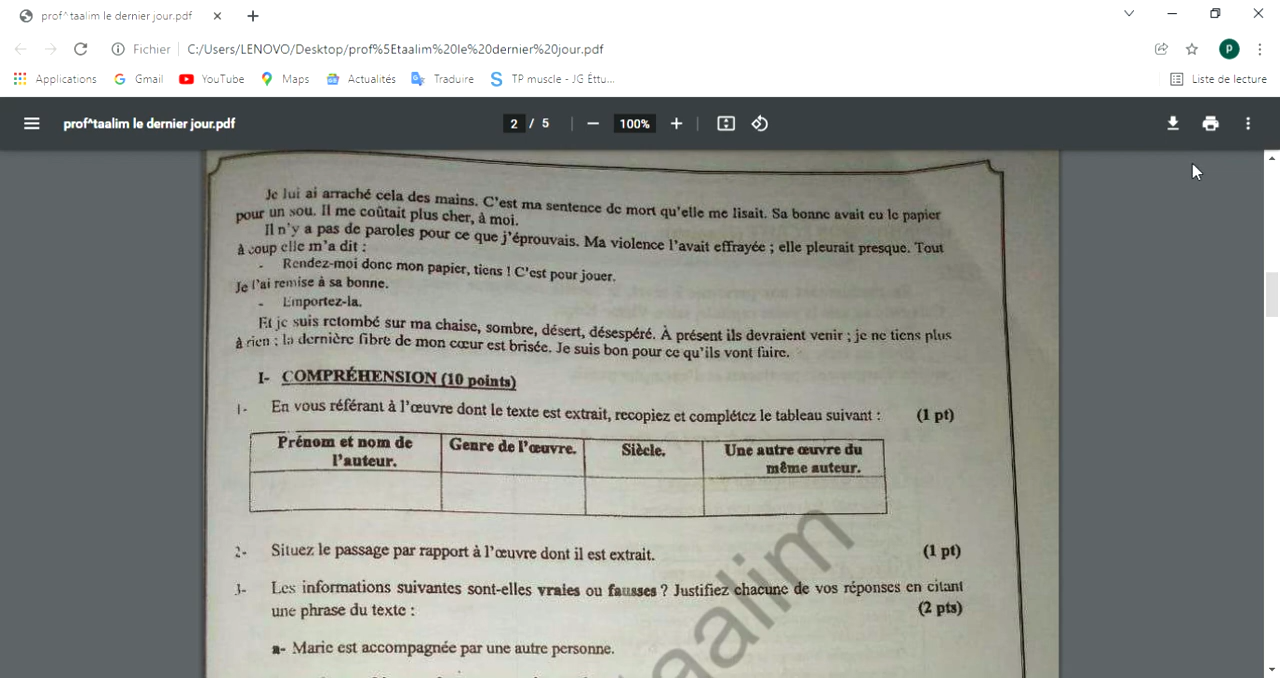 prof^taalim le dernier jour.pdf
Fichier C:/Users/LENOVO/Desktop/prof%5Etaalim%20le%20dernier%20jour.pdf
P
Applications Gmail YouTube Maps Actualités Traduire TP muscle - JG Éttu... Liste de lecture
prof^taalim le dernier jour.pdf 2 / 5 100%
Je lui ai arraché cela des mains. C'est ma sentence de mort qu'elle me lisait. Sa bonne avait eu le papier
pour un sou. Il me coûtait plus cher, à moi.
Il n'y a pas de paroles pour ce que j'éprouvais. Ma violence l'avait effrayée ; elle pleurait presque. Tout
à coup elle m'a dit :
- Rendez-moi donc mon papier, tiens ! C'est pour jouer.
Je l'ai remise à sa bonne.
- Emportez-la.
Et je suis retombé sur ma chaise, sombre, désert, désespéré. À présent ils devraient venir ; je ne tiens plus
à rien ; la dernière fibre de mon cœur est brisée. Je suis bon pour ce qu'ils vont faire.
I- COMPRÉHENSION (10 points)
1- En vous référant à l'œuvre dont le texte est extrait, recopiez et complétez le tableau suivant : (1 pt)
Prénom et nom de Genre de l'œuvre. Siècle. Une autre œuvre du
l'auteur. même auteur.
2- Situez le passage par rapport à l'œuvre dont il est extrait. (1 pt)
3- Les informations suivantes sont-elles vraies ou fausses ? Justifiez chacune de vos réponses en citant
une phrase du texte : (2 pts)
a- Marie est accompagnée par une autre personne.
taalim